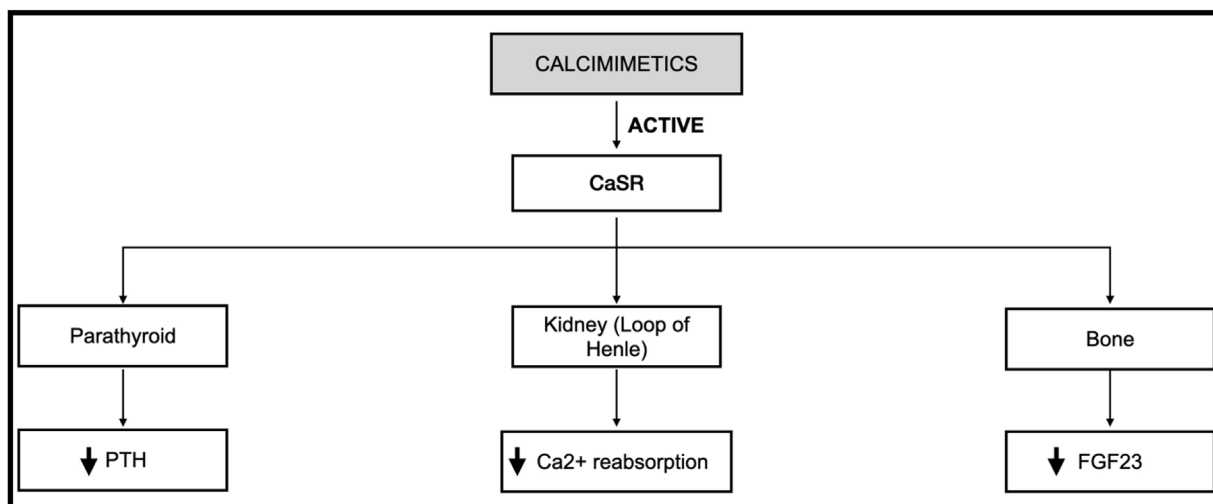 CALCIMIMETICS
ACTIVE
CaSR
Parathyroid
Kidney (Loop of
Henle)
Bone
PTH
Ca2+ reabsorption
FGF23